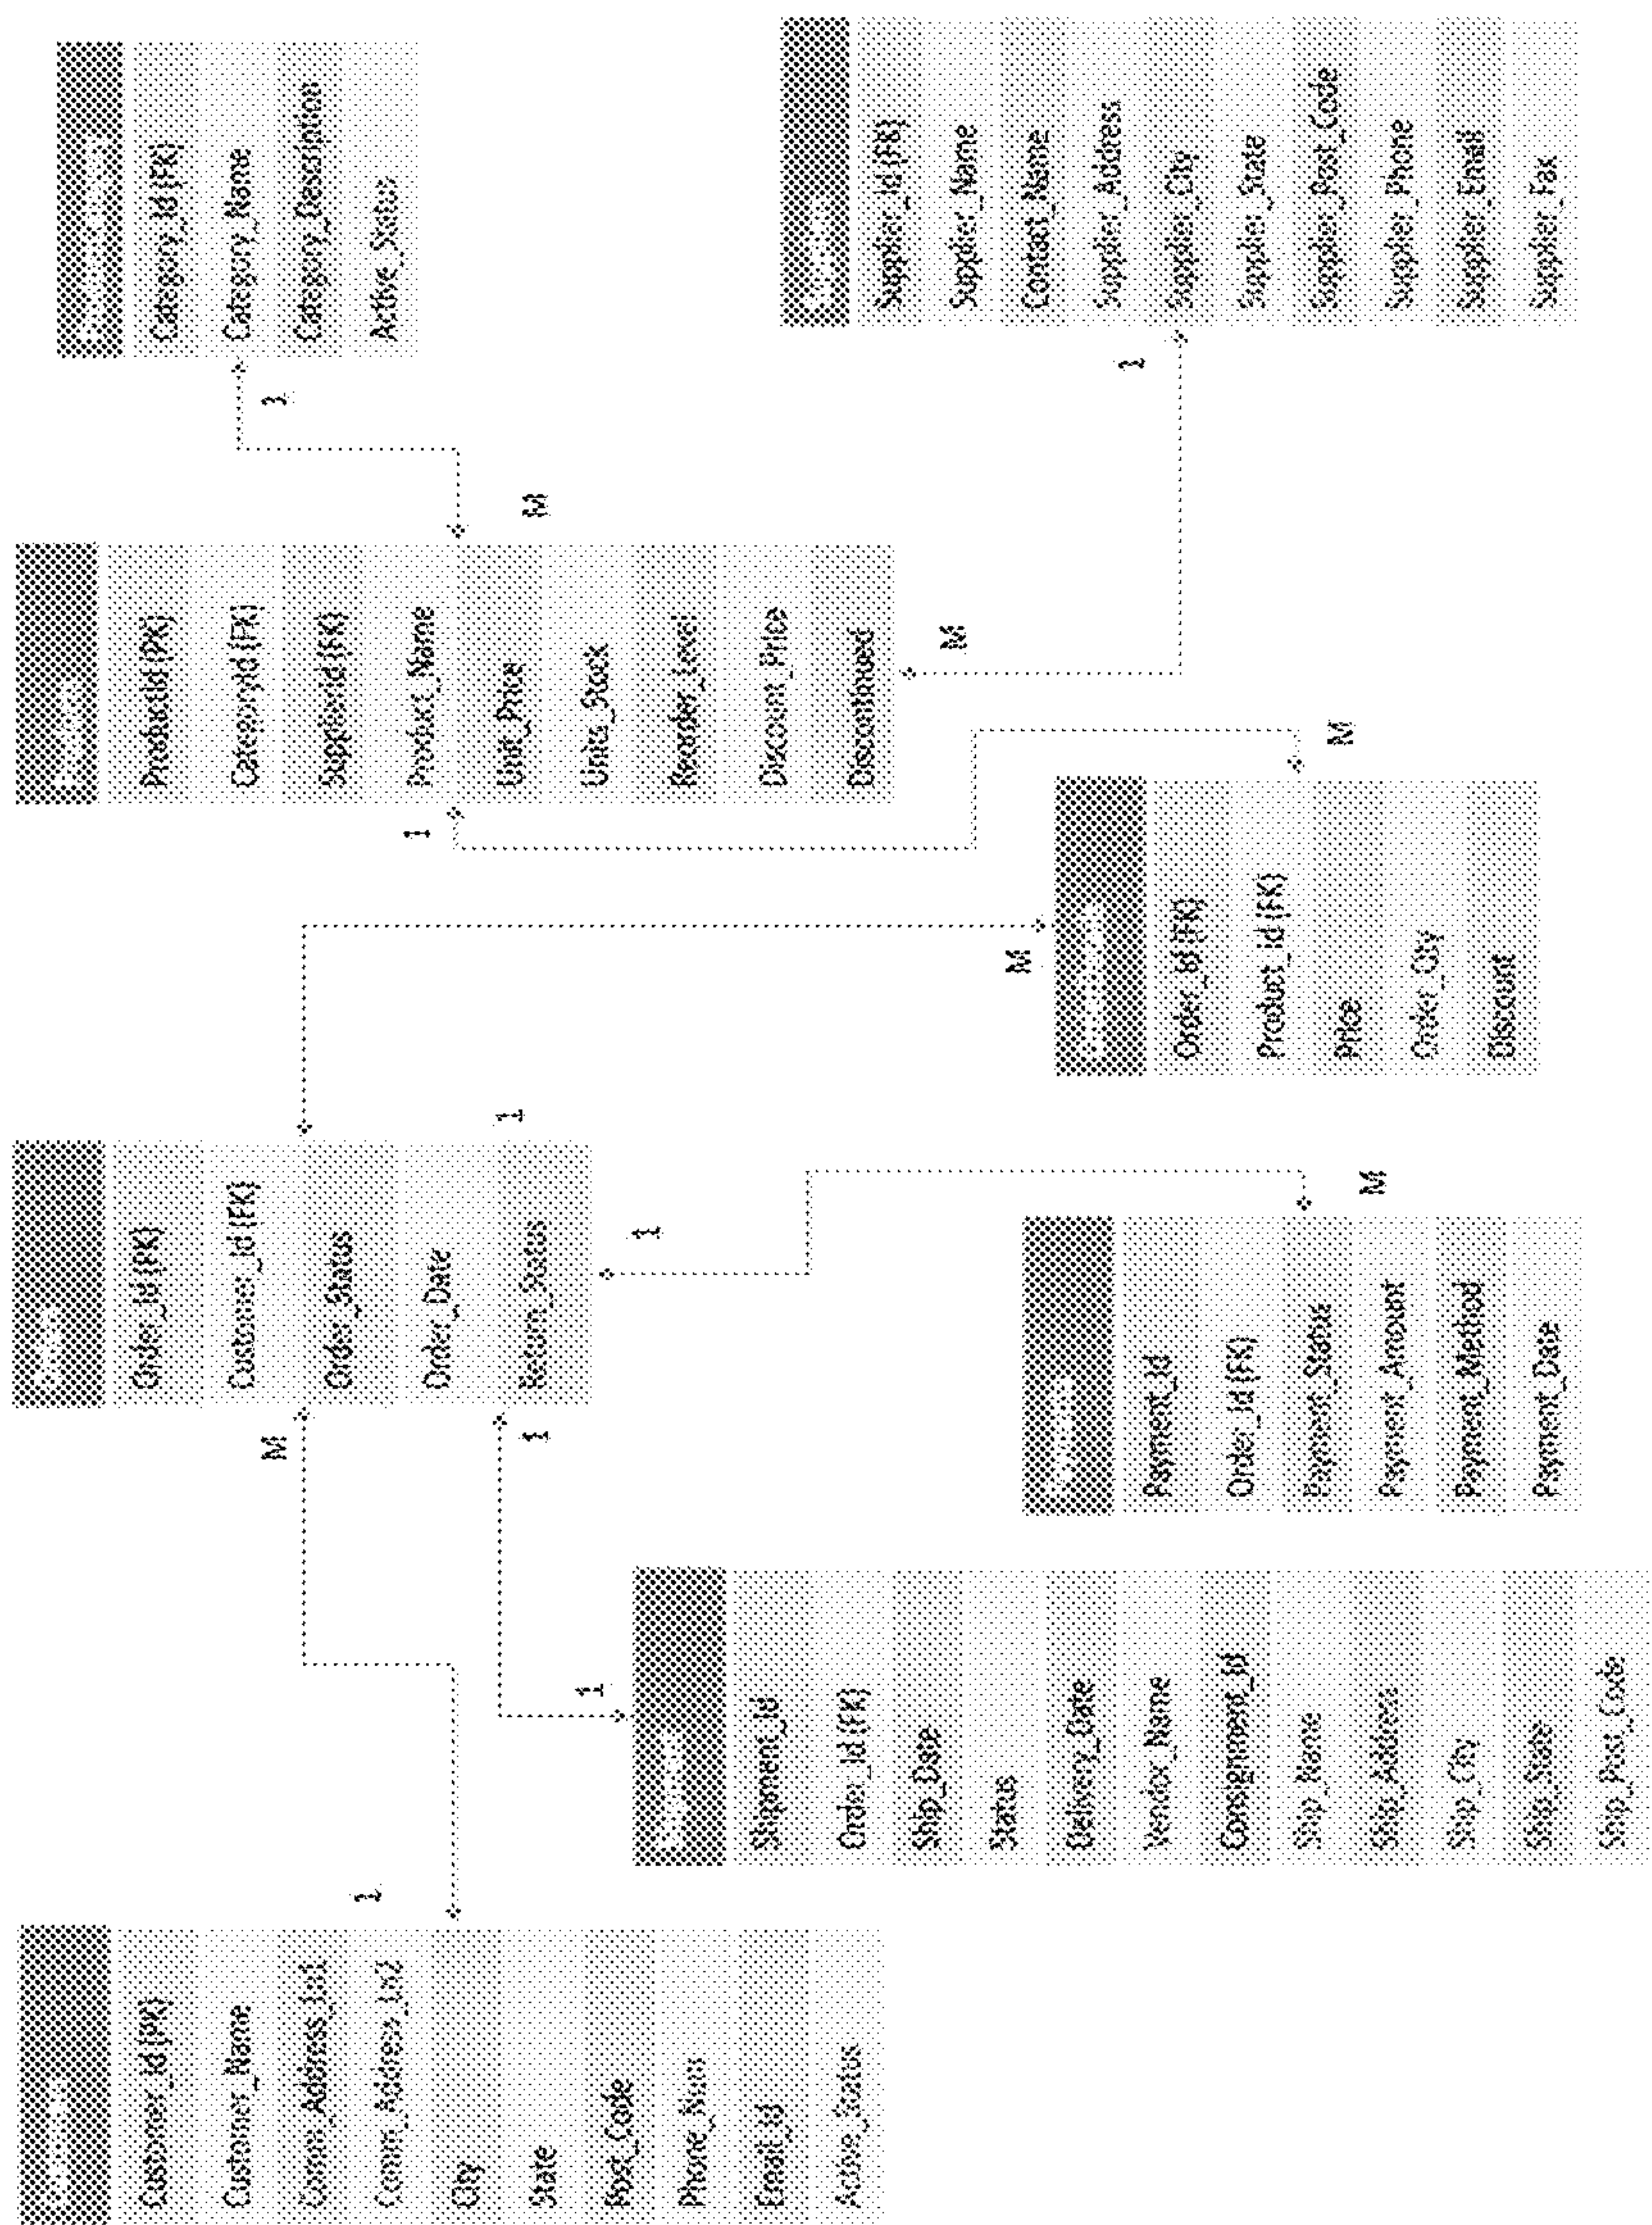 Customer_Id (PK)
Customer_Name
Comm_Address_Ln1
Comm_Address_Ln2
City
State
Post_Code
Phone_Num
Email_Id
Active_Status
1
M
Order_Id (PK)
Customer_Id (FK)
Order_Status
Order_Date
Return_Status
1
1
1
1
M
M
Shipment_Id
Order_Id (FK)
Ship_Date
Status
Delivery_Date
Vendor_Name
Consignment_Id
Ship_Name
Ship_Address
Ship_City
Ship_State
Ship_Post_Code
Payment_Id
Order_Id (FK)
Payment_Status
Payment_Amount
Payment_Method
Payment_Date
Order_Id (FK)
Product_Id (FK)
Price
Order_Qty
Discount
1
M
ProductId (PK)
CategoryId (FK)
SupplierId (FK)
Product_Name
Unit_Price
Units_Stock
Reorder_Level
Discount_Price
Discontinued
M
1
M
1
Category_Id (PK)
Category_Name
Category_Description
Active_Status
Supplier_Id (PK)
Supplier_Name
Contact_Name
Supplier_Address
Supplier_City
Supplier_State
Supplier_Post_Code
Supplier_Phone
Supplier_Email
Supplier_Fax